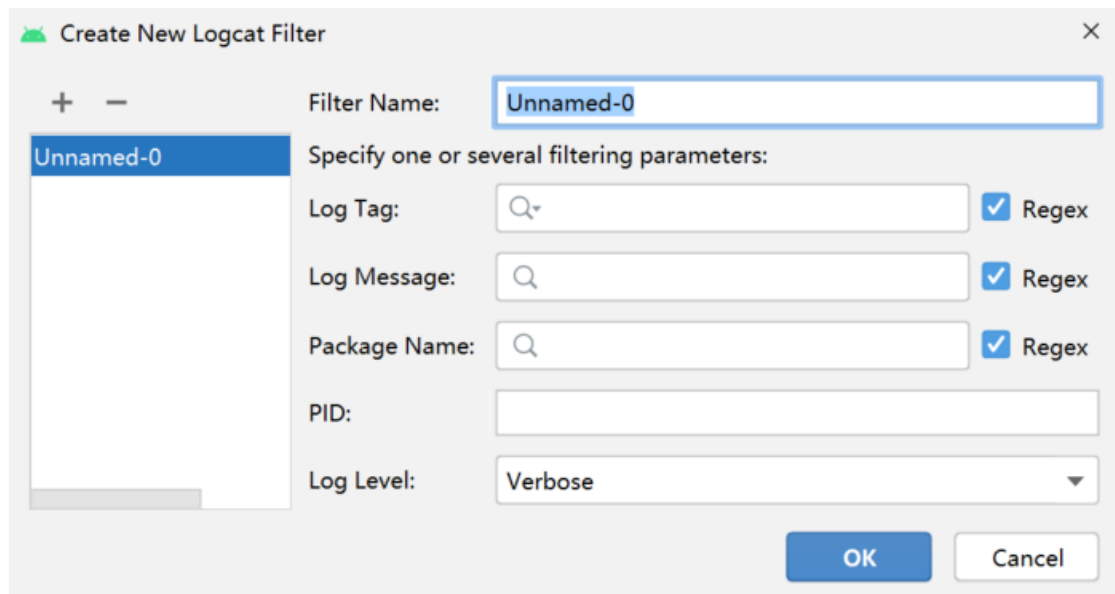 Create New Logcat Filter
Filter Name: Unnamed-0
Unnamed-0
Specify one or several filtering parameters:
Log Tag: Regex
Log Message: Regex
Package Name: Regex
PID:
Log Level: Verbose
OK Cancel